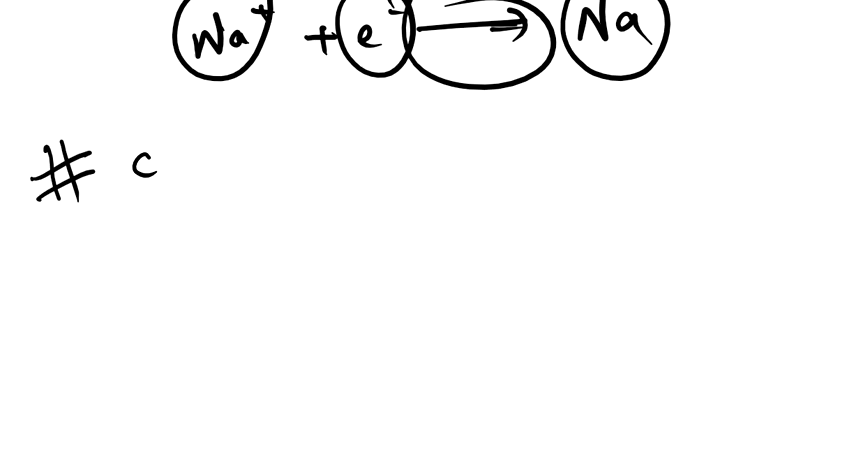 Na⁺ + e⁻ → Na
# c